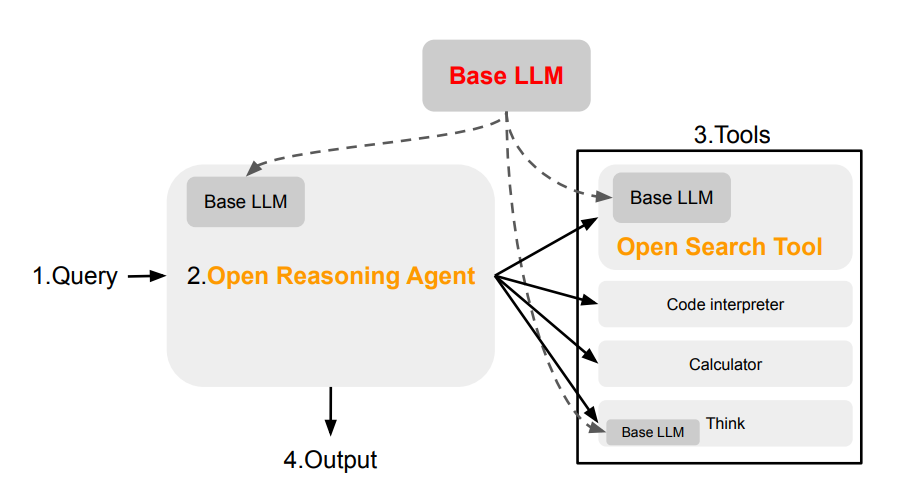 Base LLM
3.Tools
Base LLM
Base LLM
Open Search Tool
1.Query
2.Open Reasoning Agent
Code interpreter
Calculator
Think
Base LLM
4.Output